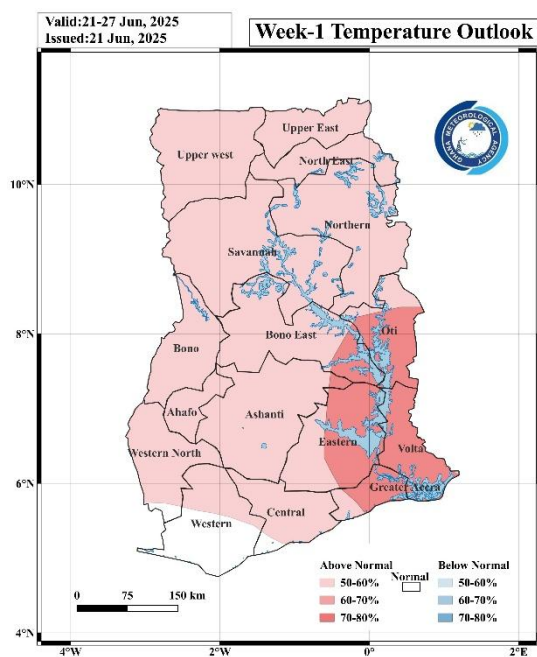 Valid:21-27 Jun, 2025
Issued:21 Jun, 2025
Week-1 Temperature Outlook
GHANA METEOROLOGICAL AGENCY
Upper East
Upper west
North East
10°N
Northern
Savannah
8°N
Oti
Bono East
Bono
Ahafo
Ashanti
Eastern
Volta
Western North
6°N
Greater Accra
Central
Western
Above Normal
Normal
Below Normal
50-60%
50-60%
60-70%
60-70%
70-80%
70-80%
0 75 150 km
4°N
4°W
2°W
0°
2°E